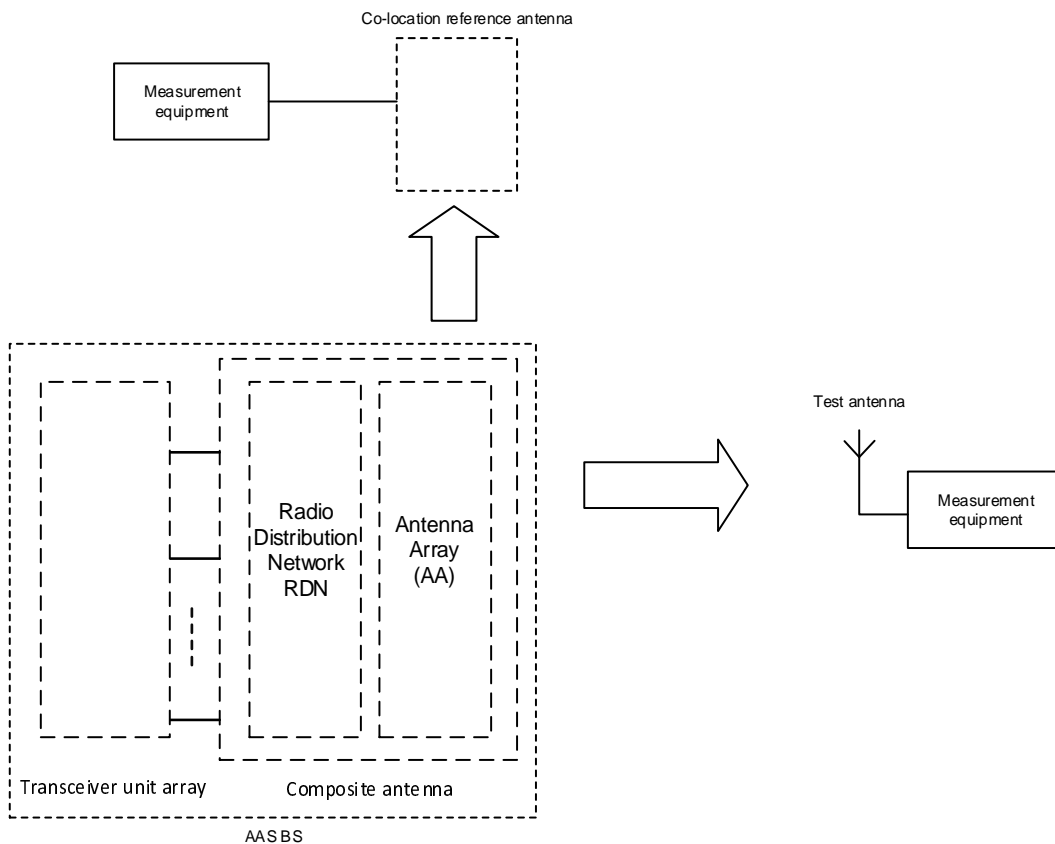 Co-location reference antenna
Measurement
equipment
Test antenna
Measurement
equipment
Radio
Distribution
Network
RDN
Antenna
Array
(AA)
Transceiver unit array
Composite antenna
AAS BS